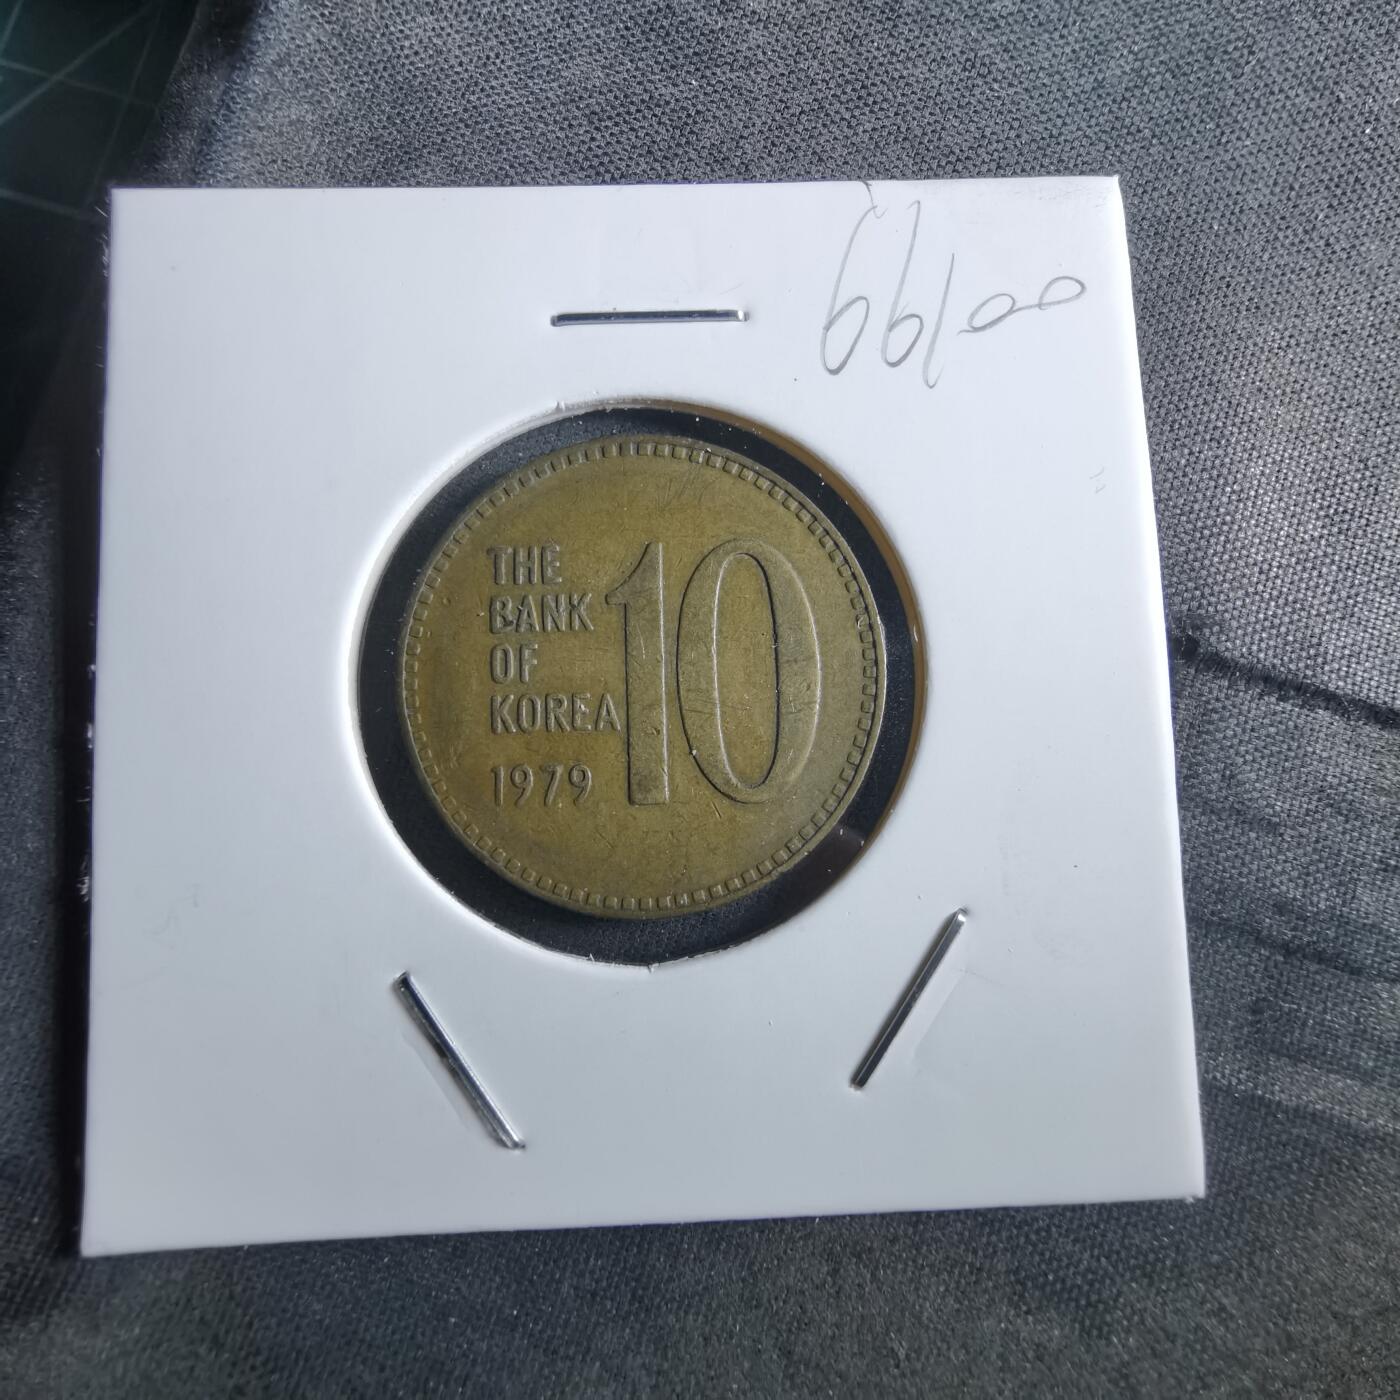 THE
BANK
OF
KOREA
1979
10